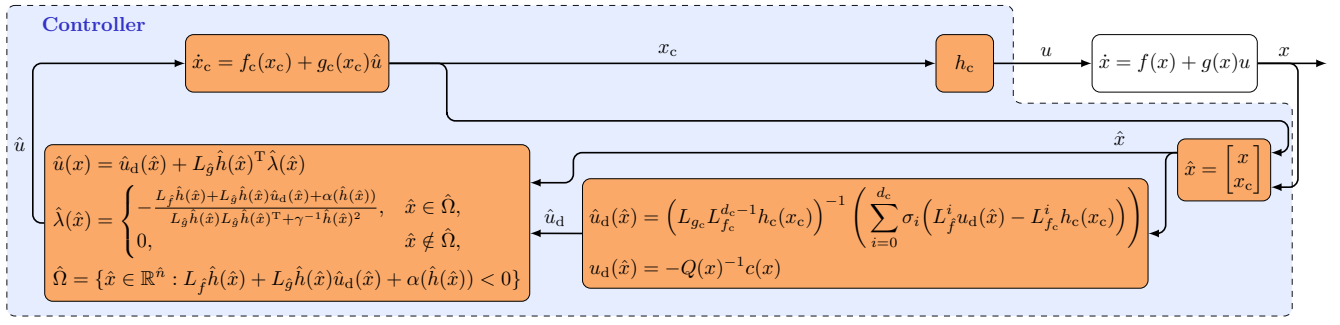 Controller
ẋ_c = f_c(x_c) + g_c(x_c)û
x_c
h_c
u
ẋ = f(x) + g(x)u
x
û
x̂
x̂ = [x
x_c]
û(x) = û_d(x̂) + L_ĝ ĥ(x̂)^T λ̂(x̂)
λ̂(x̂) = { −(L_f̂ ĥ(x̂) + L_ĝ ĥ(x̂)û_d(x̂) + α(ĥ(x̂))) / (L_ĝ ĥ(x̂)L_ĝ ĥ(x̂)^T + γ^{−1}ĥ(x̂)^2), x̂ ∈ Ω̂,
0, x̂ ∉ Ω̂,
Ω̂ = {x̂ ∈ ℝ^n̂ : L_f̂ ĥ(x̂) + L_ĝ ĥ(x̂)û_d(x̂) + α(ĥ(x̂)) < 0}
û_d
û_d(x̂) = (L_{g_c} L_{f_c}^{d_c−1} h_c(x_c))^{−1} (∑_{i=0}^{d_c} σ_i(L_f̂^i u_d(x̂) − L_{f_c}^i h_c(x_c)))
u_d(x̂) = −Q(x)^{−1}c(x)